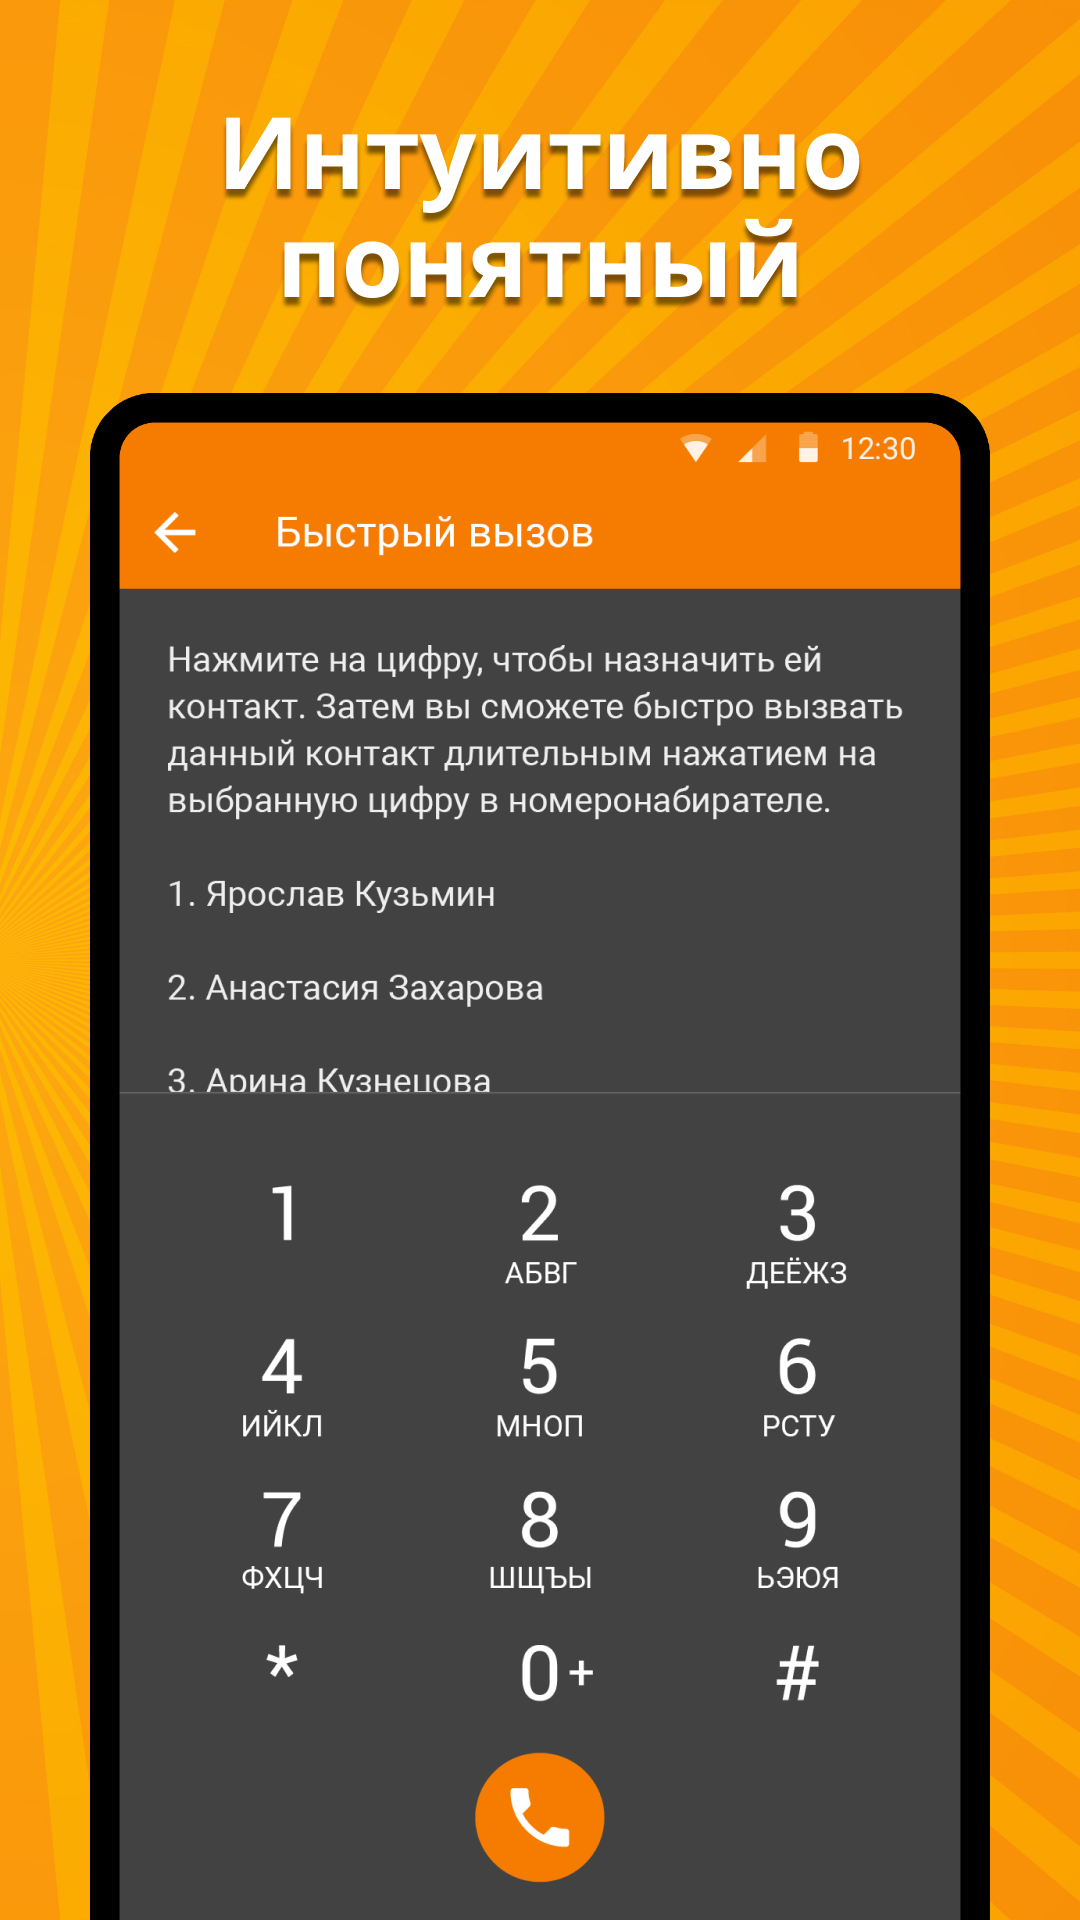 Интуитивно
понятный
12:30
Быстрый вызов
Нажмите на цифру, чтобы назначить ей
контакт. Затем вы сможете быстро вызвать
данный контакт длительным нажатием на
выбранную цифру в номеронабирателе.
1. Ярослав Кузьмин
2. Анастасия Захарова
3. Арина Кузнецова
1 2 3
АБВГ ДЕЁЖЗ
4 5 6
ИЙКЛ МНОП РСТУ
7 8 9
ФХЦЧ ШЩЪЫ ЬЭЮЯ
* 0 + #